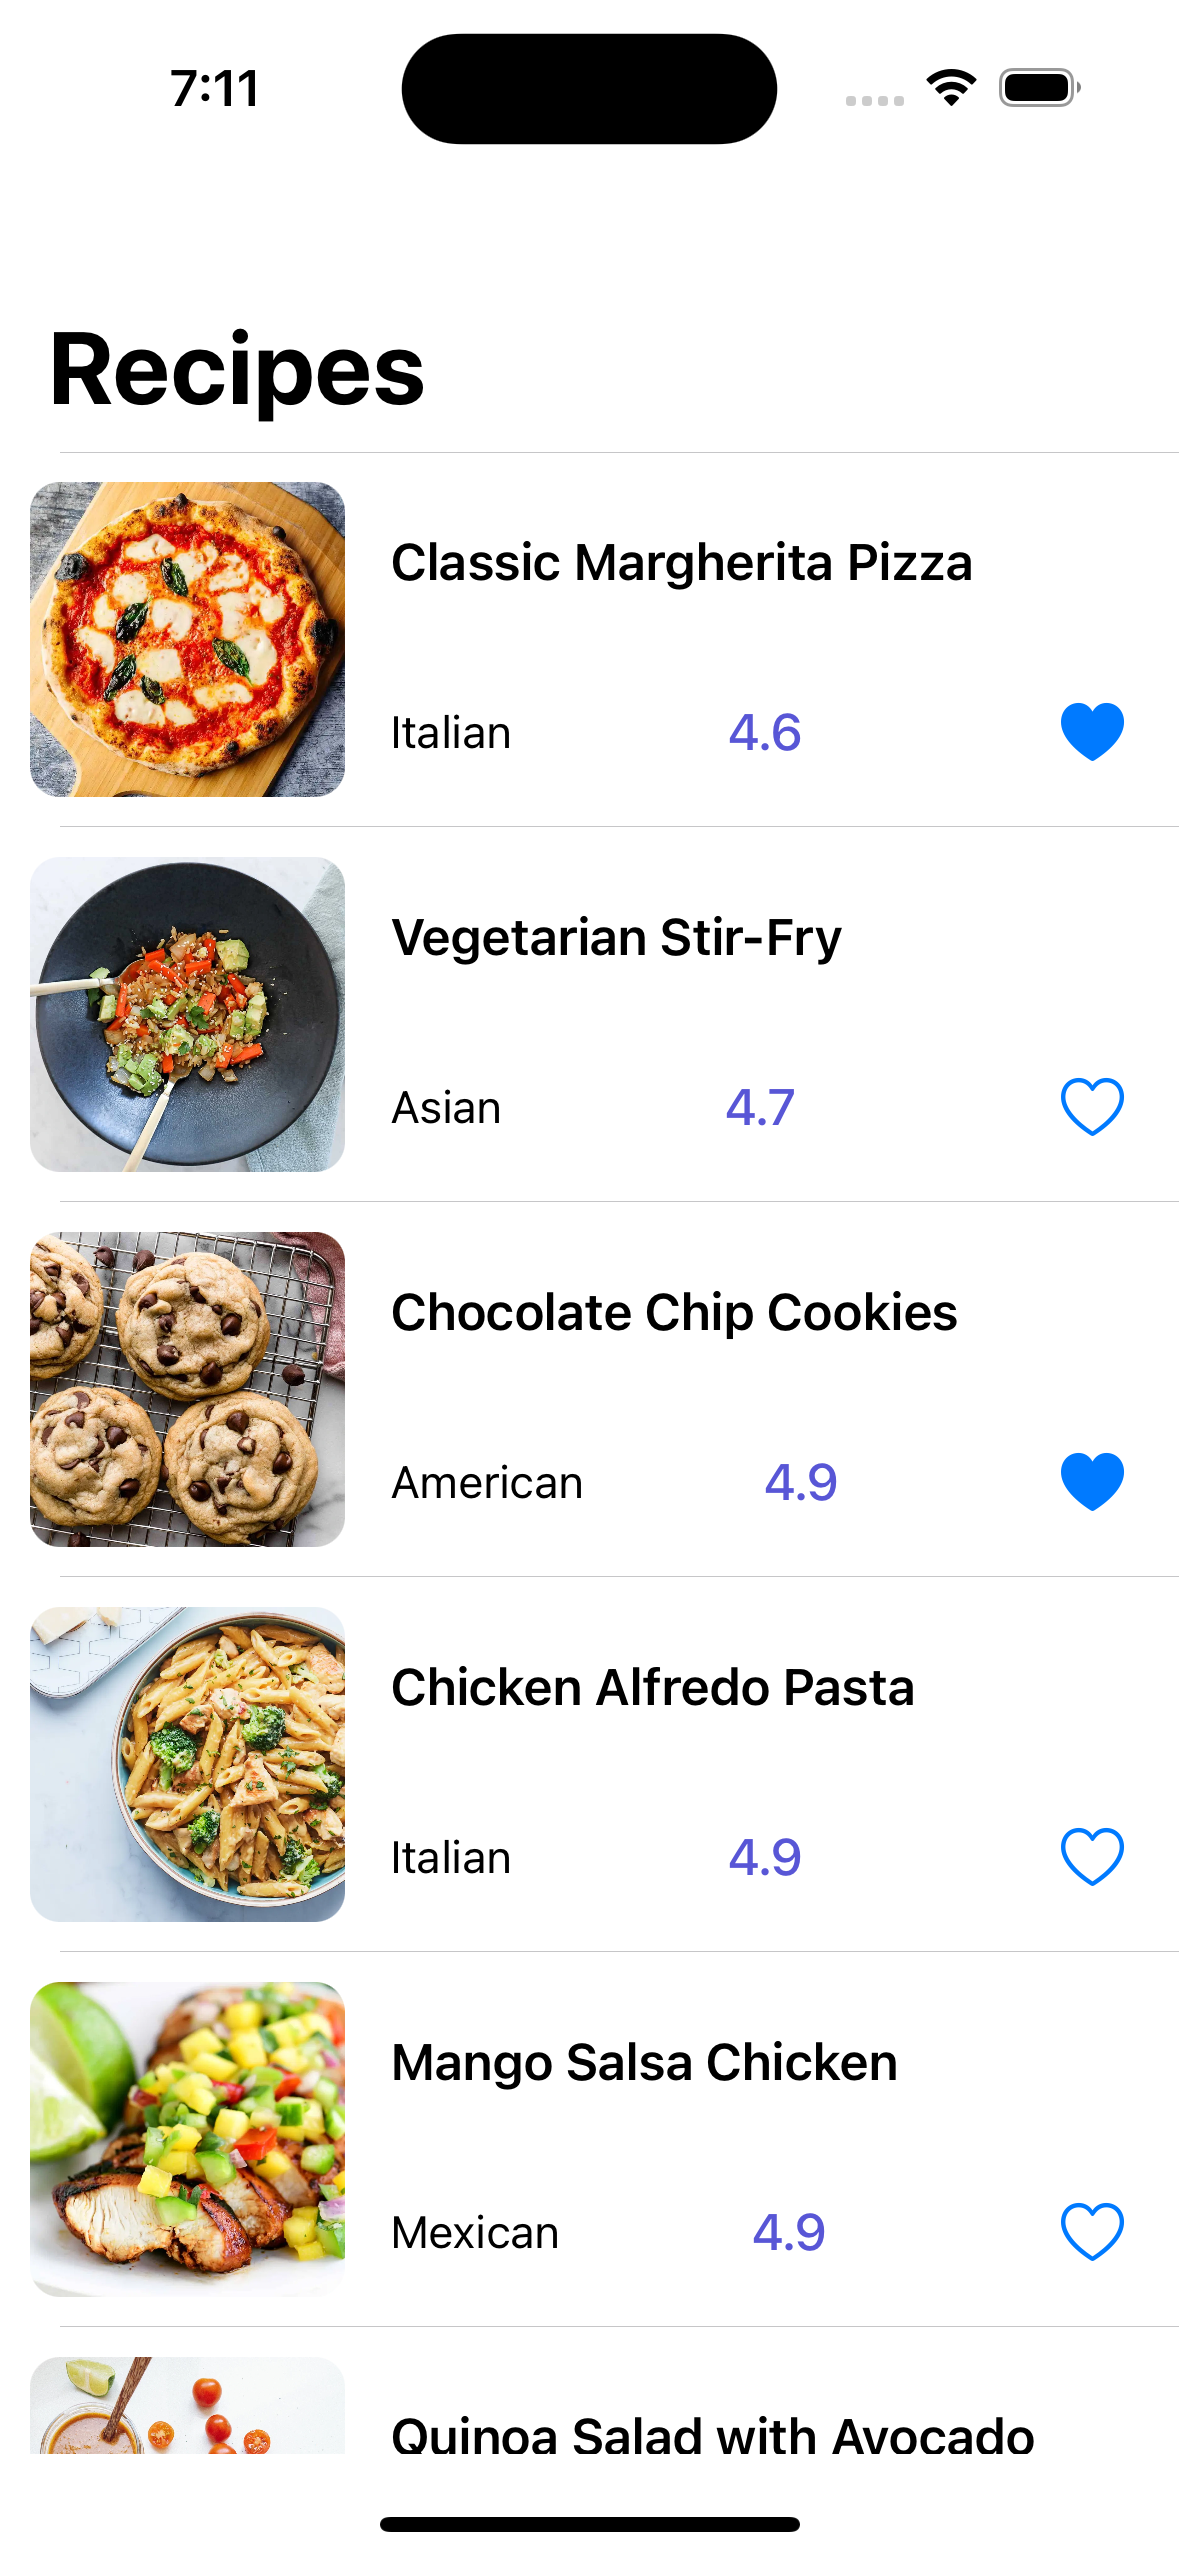 7:11
Recipes
Classic Margherita Pizza
Italian 4.6
Vegetarian Stir-Fry
Asian 4.7
Chocolate Chip Cookies
American 4.9
Chicken Alfredo Pasta
Italian 4.9
Mango Salsa Chicken
Mexican 4.9
Quinoa Salad with Avocado